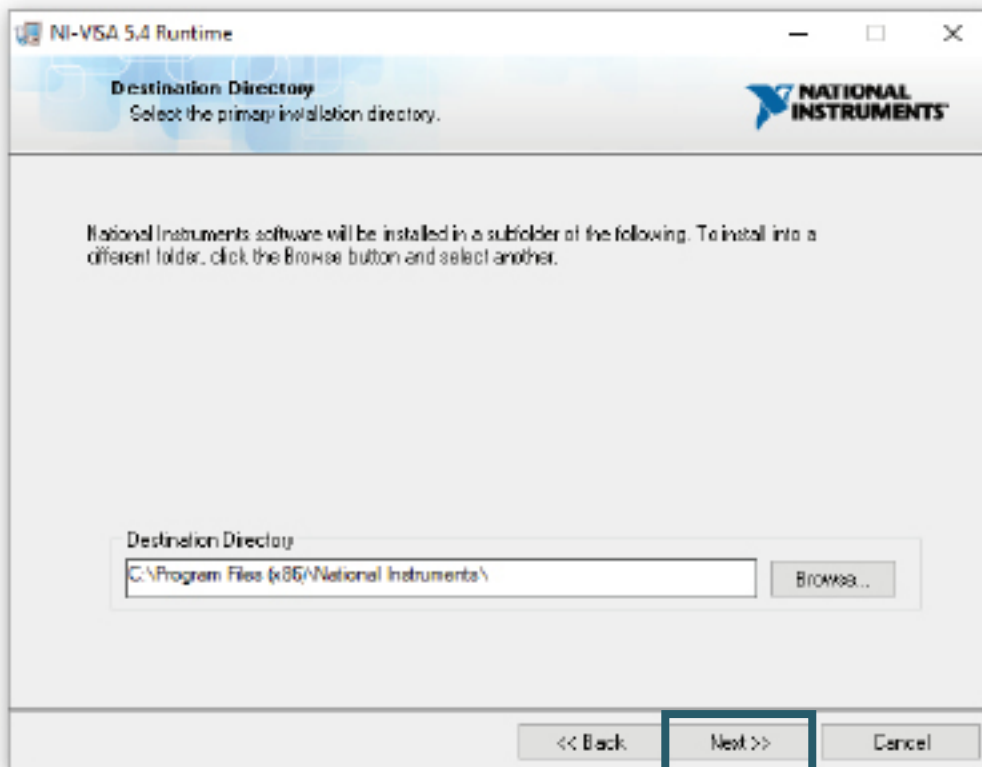 NI-VISA 5.4 Runtime
Destination Directory
Select the primary installation directory.
NATIONAL
INSTRUMENTS
National Instruments software will be installed in a subfolder of the following. To install into a
different folder, click the Browse button and select another.
Destination Directory
C:\Program Files (x86)\National Instruments\
Browse...
<< Back
Next >>
Cancel